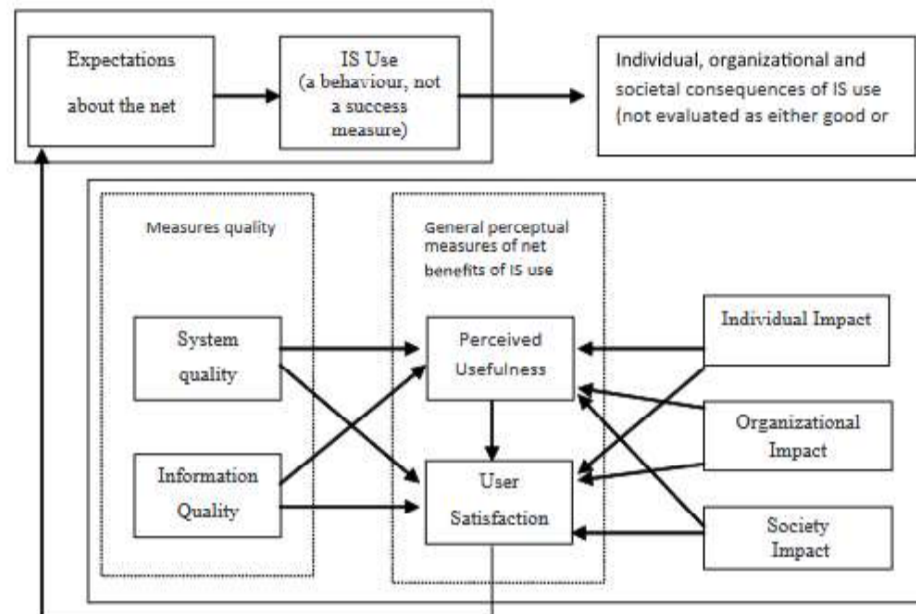 Expectations
about the net
IS Use
(a behaviour, not
a success
measure)
Individual, organizational and
societal consequences of IS use
(not evaluated as either good or
Measures quality
General perceptual
measures of net
benefits of IS use
System
quality
Information
Quality
Perceived
Usefulness
User
Satisfaction
Individual Impact
Organizational
Impact
Society
Impact